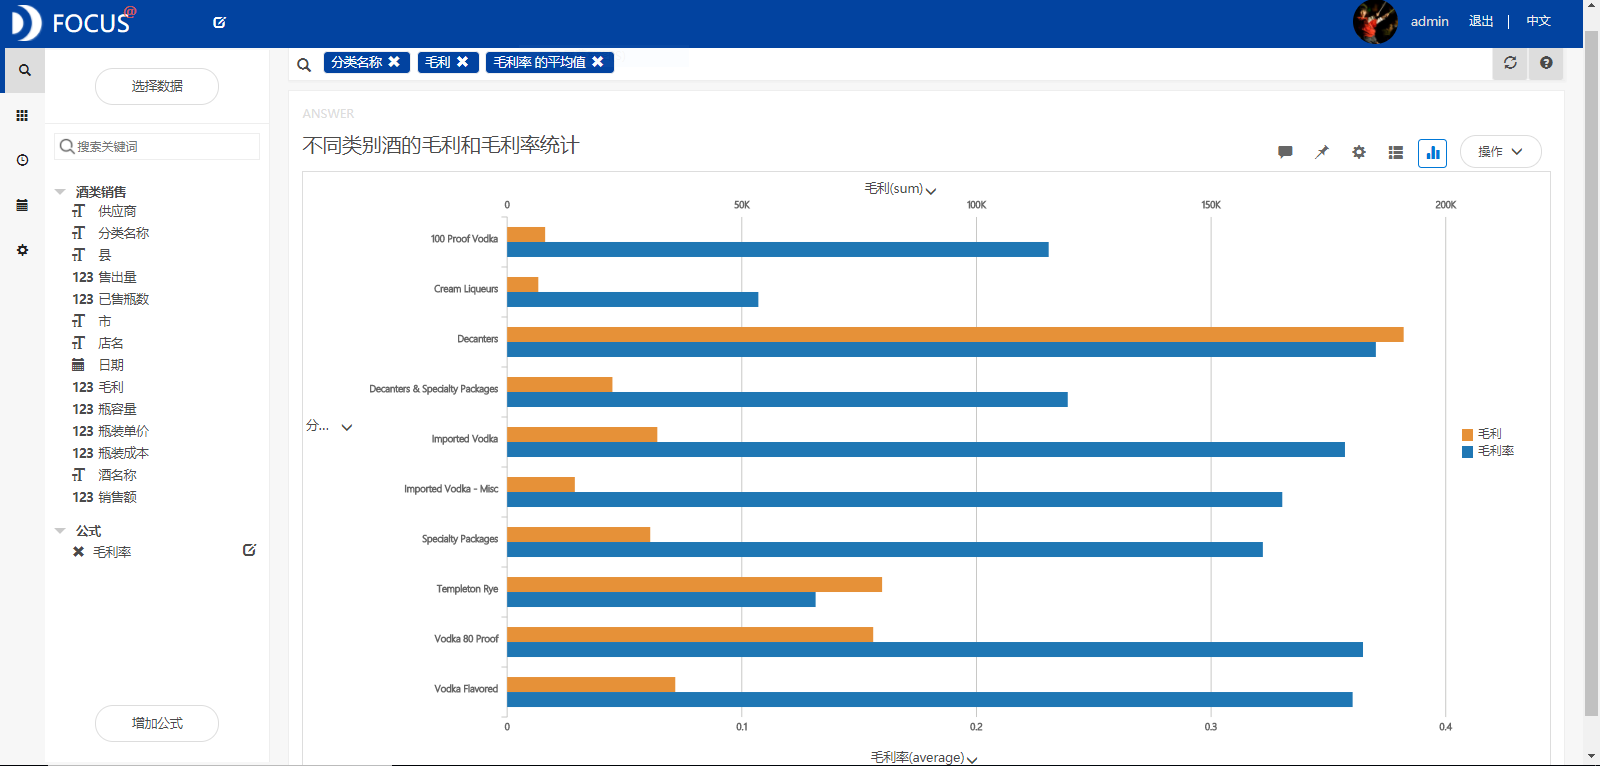 FOCUS@
admin 退出 | 中文
分类名称 ✖ 毛利 ✖ 毛利率 的平均值 ✖
选择数据
搜索关键词
酒类销售
供应商
分类名称
县
123 售出量
123 已售瓶数
市
店名
日期
123 毛利
123 瓶容量
123 瓶装单价
123 瓶装成本
酒名称
123 销售额
公式
毛利率
增加公式
ANSWER
不同类别酒的毛利和毛利率统计
操作
毛利(sum)
0 50K 100K 150K 200K
100 Proof Vodka
Cream Liqueurs
Decanters
Decanters & Specialty Packages
分...
Imported Vodka
Imported Vodka - Misc
Specialty Packages
Templeton Rye
Vodka 80 Proof
Vodka Flavored
0 0.1 0.2 0.3 0.4
毛利率(average)
毛利
毛利率